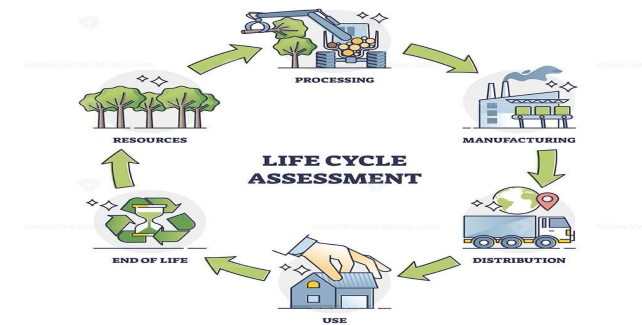 PROCESSING
RESOURCES
MANUFACTURING
LIFE CYCLE
ASSESSMENT
END OF LIFE
DISTRIBUTION
USE